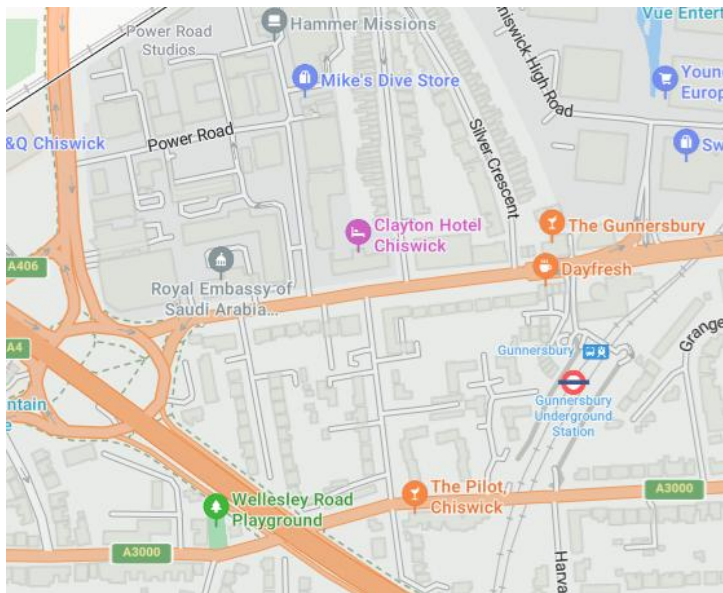 Power Road
Studios
Hammer Missions
Vue Entert
Chiswick High Road
Mike's Dive Store
Young
Europ
&Q Chiswick
Power Road
Silver Crescent
Sw
Clayton Hotel
Chiswick
The Gunnersbury
A406
Royal Embassy of
Saudi Arabia...
Dayfresh
A4
Gunnersbury
Grange
Gunnersbury
Underground
Station
ntain
e
The Pilot,
Chiswick
A3000
Wellesley Road
Playground
A3000
Harva